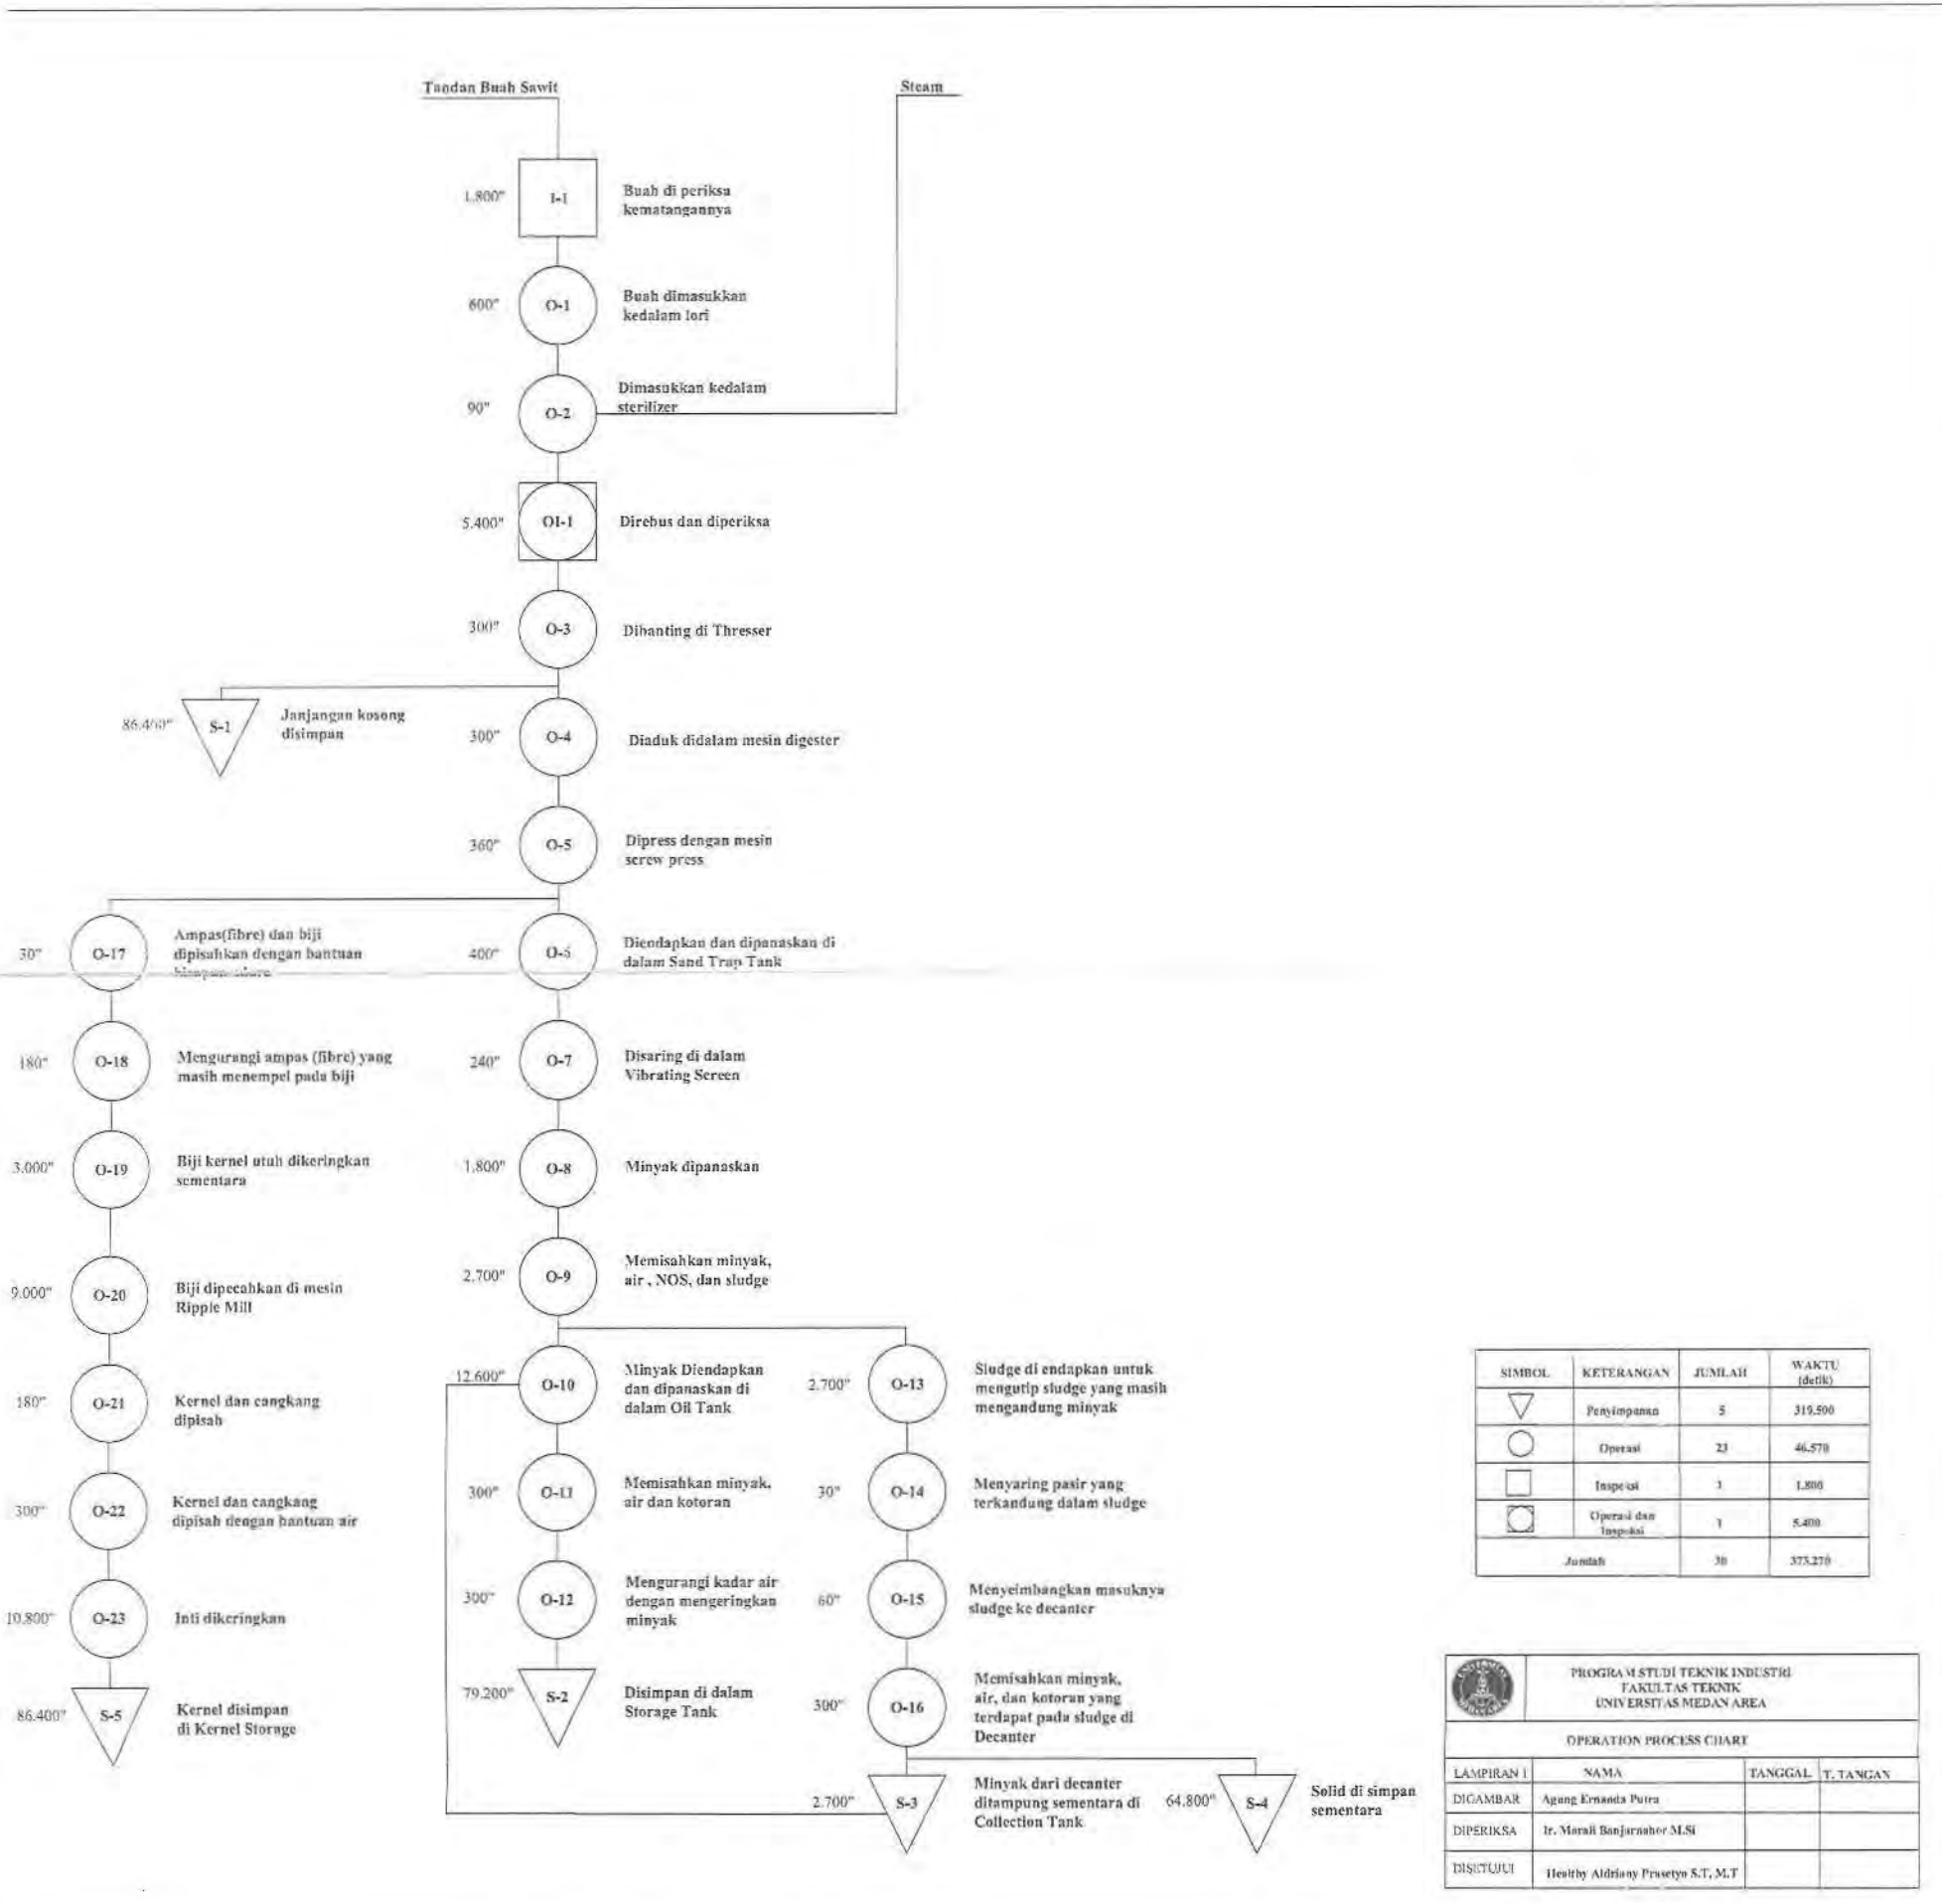 Tandan Buah Sawit
Steam
1.800"
I-1
Buah di periksa
kematangannya
600"
O-1
Buah dimasukkan
kedalam lori
90"
O-2
Dimasukkan kedalam
sterilizer
5.400"
OI-1
Direbus dan diperiksa
300"
O-3
Dibanting di Thresser
S-1
Janjangan kosong
disimpan
300"
O-4
Diaduk didalam mesin digester
360"
O-5
Dipress dengan mesin
screw press
30"
O-17
Ampas(fibre) dan biji
dipisahkan dengan bantuan
400"
O-6
Diendapkan dan dipanaskan di
dalam Sand Trap Tank
180"
O-18
Mengurangi ampas (fibre) yang
masih menempel pada biji
240"
O-7
Disaring di dalam
Vibrating Screen
3.000"
O-19
Biji kernel utuh dikeringkan
sementara
1.800"
O-8
Minyak dipanaskan
9.000"
O-20
Biji dipecahkan di mesin
Ripple Mill
2.700"
O-9
Memisahkan minyak,
air , NOS, dan sludge
180"
O-21
Kernel dan cangkang
dipisah
12.600"
O-10
Minyak Diendapkan
dan dipanaskan di
dalam Oil Tank
2.700"
O-13
Sludge di endapkan untuk
mengutip sludge yang masih
mengandung minyak
300"
O-22
Kernel dan cangkang
dipisah dengan bantuan air
300"
O-11
Memisahkan minyak,
air dan kotoran
30"
O-14
Menyaring pasir yang
terkandung dalam sludge
10.800"
O-23
Inti dikeringkan
300"
O-12
Mengurangi kadar air
dengan mengeringkan
minyak
60"
O-15
Menyeimbangkan masuknya
sludge ke decanter
86.400"
S-5
Kernel disimpan
di Kernel Storage
79.200"
S-2
Disimpan di dalam
Storage Tank
300"
O-16
Memisahkan minyak,
air, dan kotoran yang
terdapat pada sludge di
Decanter
2.700"
S-3
Minyak dari decanter
ditampung sementara di
Collection Tank
64.800"
S-4
Solid di simpan
sementara
SIMBOL KETERANGAN JUMLAH WAKTU
(detik)
Penyimpanan 5 319.500
Operasi 23 46.570
Inspeksi 1 1.800
Operasi dan
Inspeksi 1 5.400
Jumlah 30 373.270
PROGRAM STUDI TEKNIK INDUSTRI
FAKULTAS TEKNIK
UNIVERSITAS MEDAN AREA
OPERATION PROCESS CHART
LAMPIRAN 1 NAMA TANGGAL T. TANGAN
DIGAMBAR Agung Ernanda Putra
DIPERIKSA Ir. Marali Banjarnahor M.Si
DISETUJUI Healthy Aldriany Prasetyo S.T, M.T